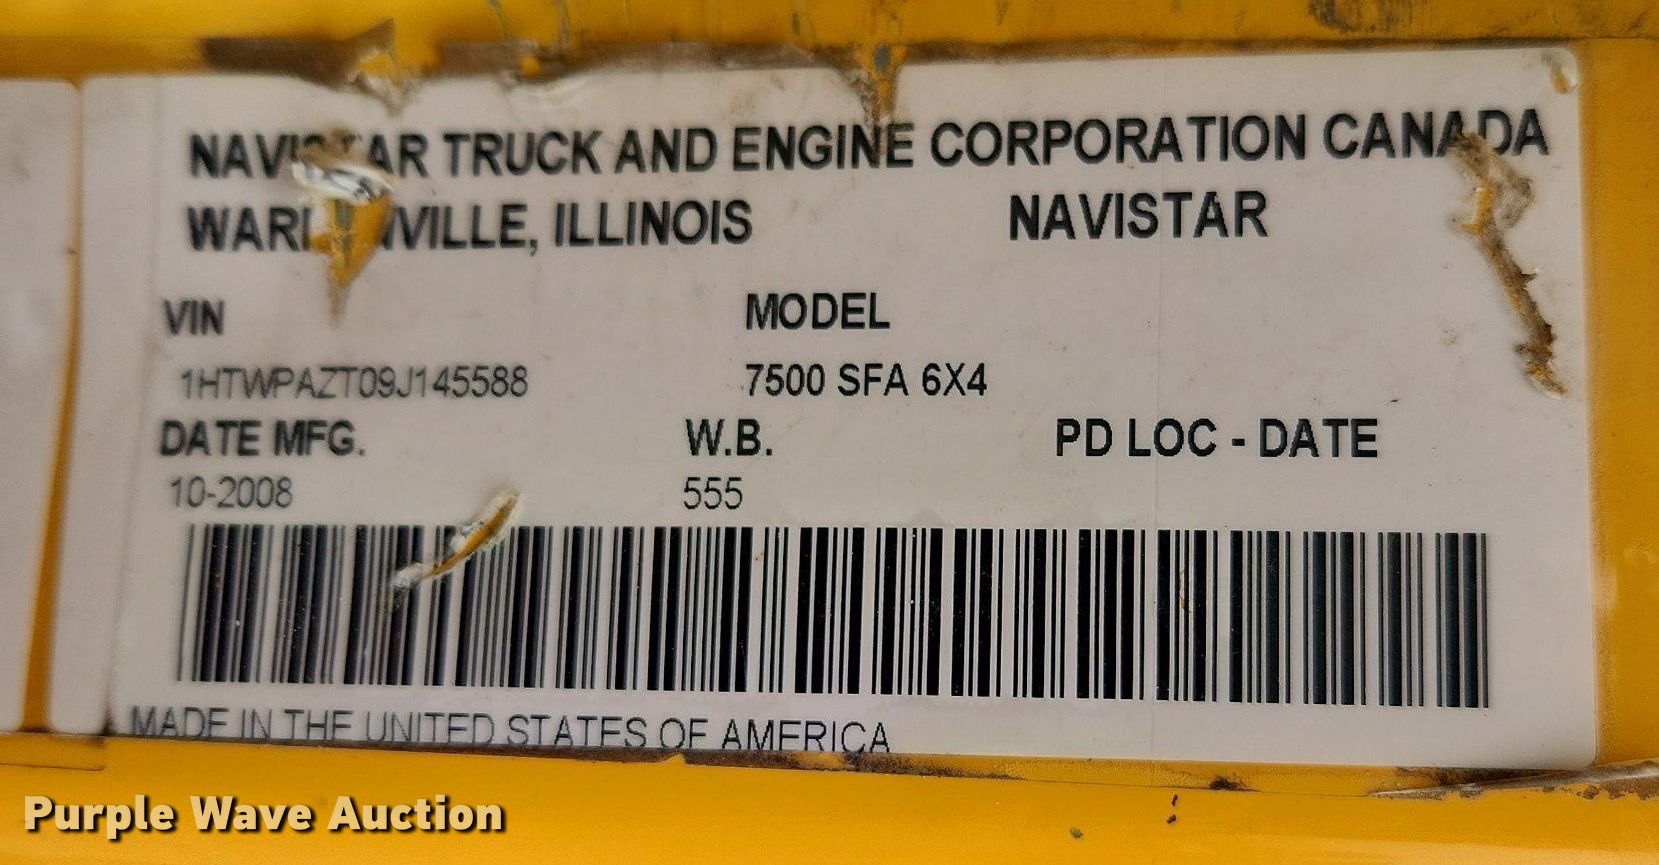 NAVISTAR TRUCK AND ENGINE CORPORATION CANADA
WARRENVILLE, ILLINOIS NAVISTAR
VIN MODEL
1HTWPAZT09J145588 7500 SFA 6X4
DATE MFG. W.B. PD LOC - DATE
10-2008 555
MADE IN THE UNITED STATES OF AMERICA
Purple Wave Auction